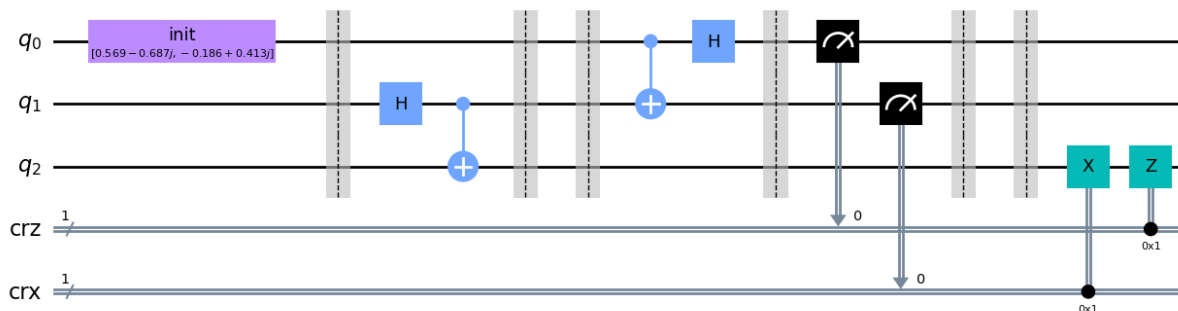 q0 init H
[0.569 − 0.687j, −0.186 + 0.413j]
q1 H
q2 X Z
crz 1 0
0x1
crx 1 0
0x1